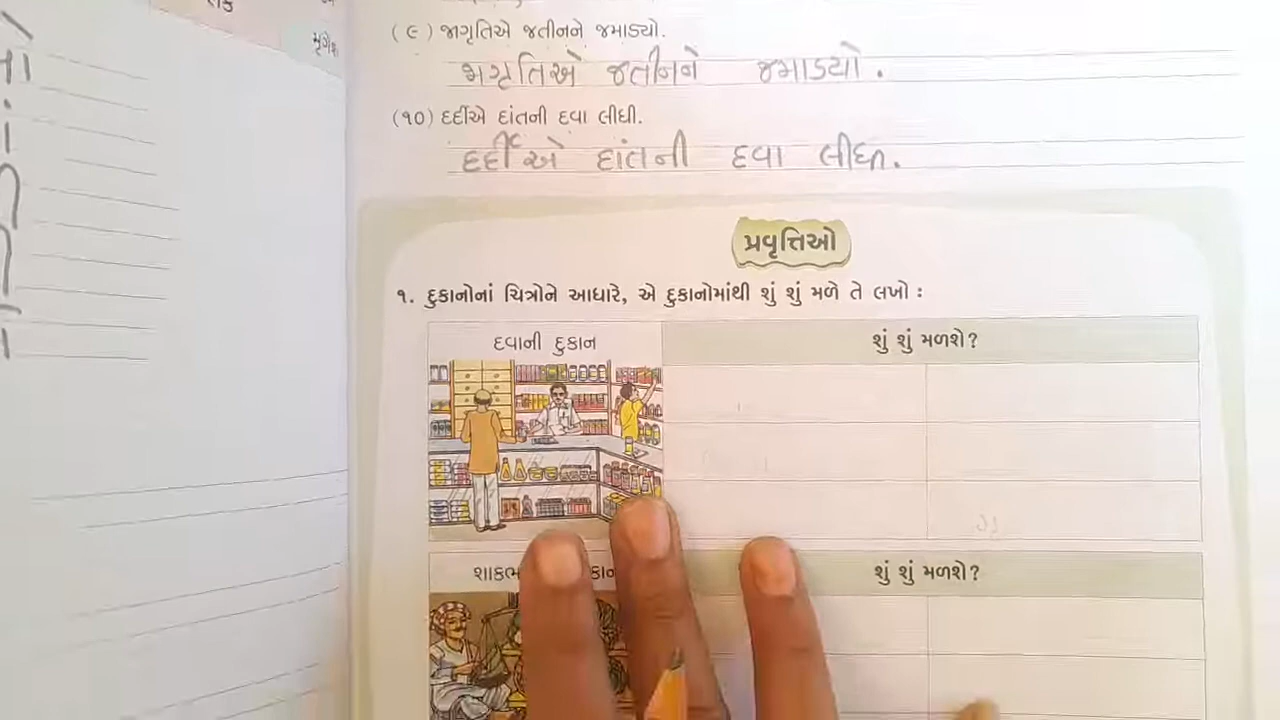 (૯) જાગૃતિએ જતીનને જમાડ્યો.
જાગૃતિએ જતીનને જમાડયો.
(૧૦) દર્દીએ દાંતની દવા લીધી.
દર્દીએ દાંતની દવા લીધી.
પ્રવૃત્તિઓ
૧. દુકાનોનાં ચિત્રોને આધારે, એ દુકાનોમાંથી શું શું મળે તે લખો :
દવાની દુકાન
શું શું મળશે?
શું શું મળશે?